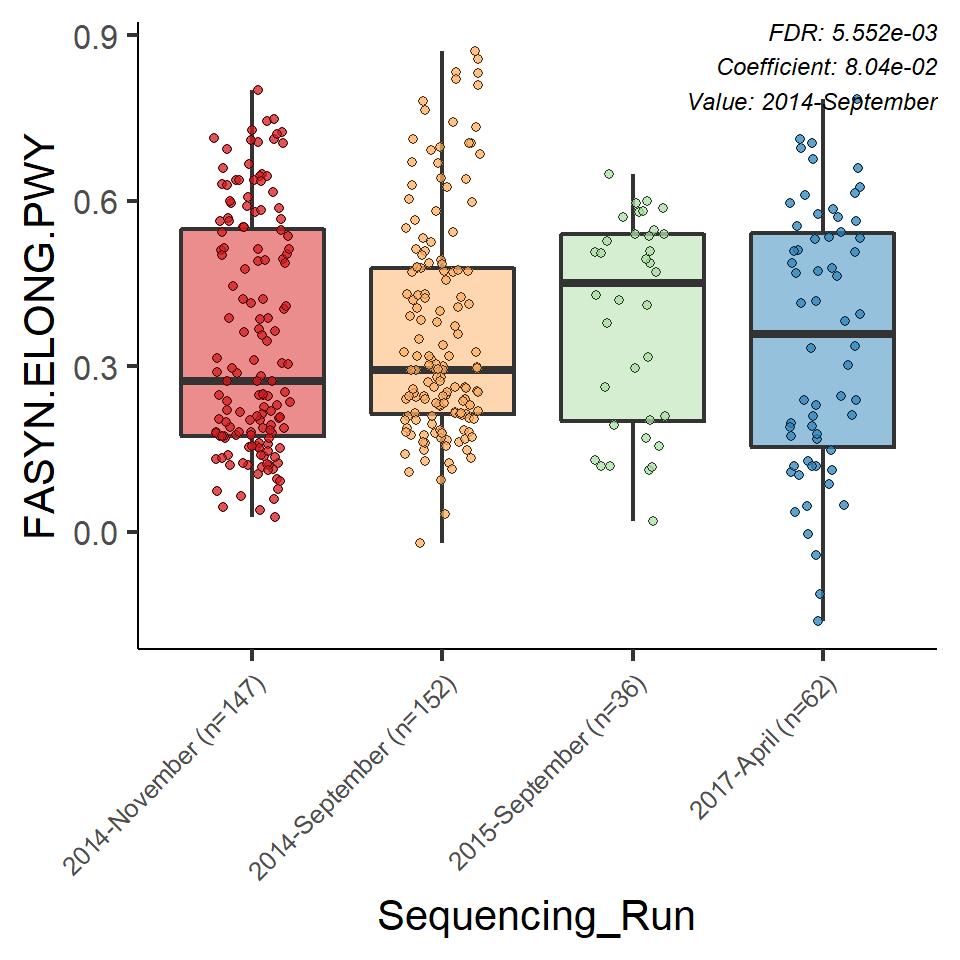 FDR: 5.552e-03
Coefficient: 8.04e-02
Value: 2014-September
FASYN.ELONG.PWY
0.9
0.6
0.3
0.0
2014-November (n=147)
2014-September (n=152)
2015-September (n=36)
2017-April (n=62)
Sequencing_Run